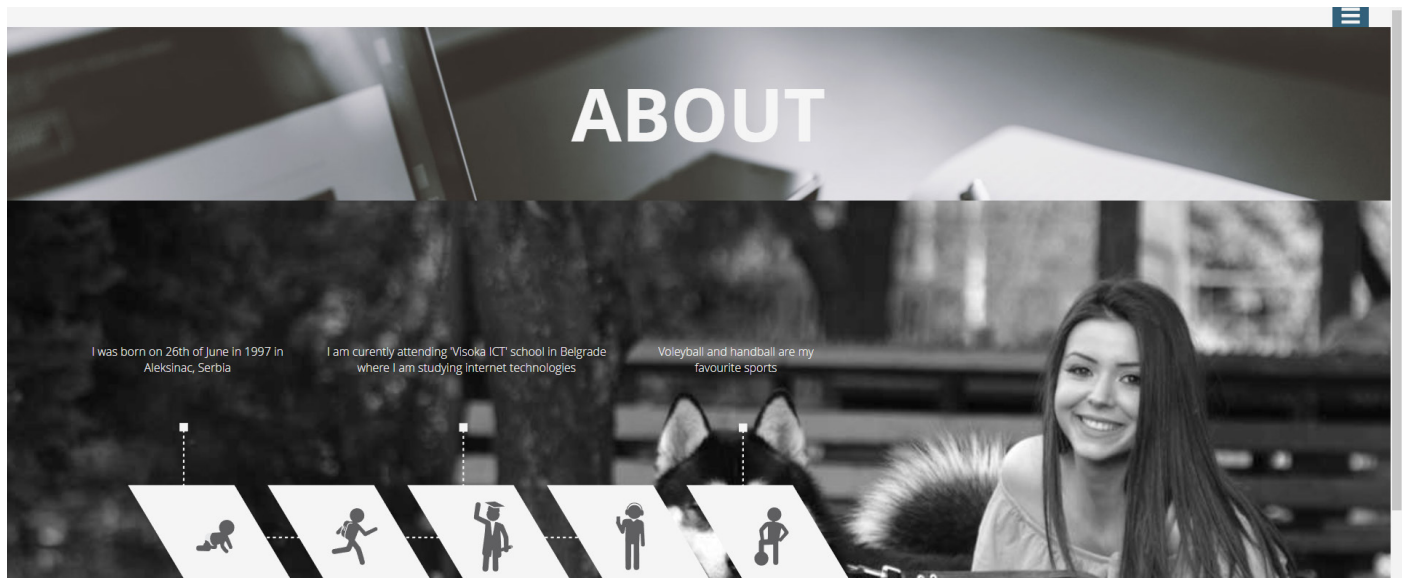 ABOUT
I was born on 26th of June in 1997 in
Aleksinac, Serbia
I am curently attending 'Visoka ICT' school in Belgrade
where I am studying internet technologies
Voleyball and handball are my
favourite sports